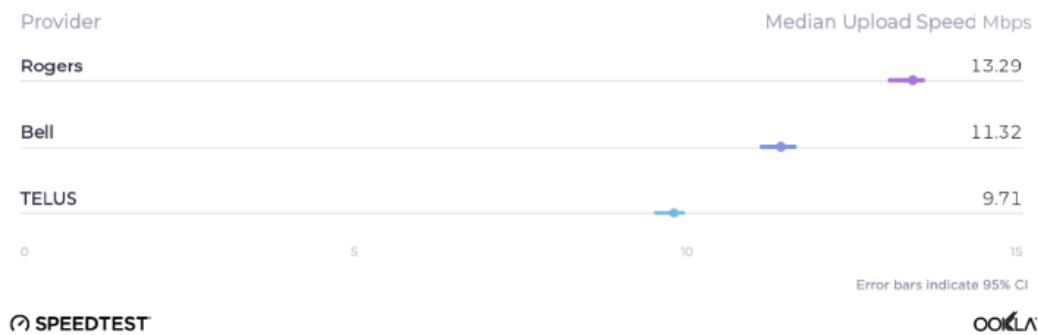 Provider Median Upload Speed Mbps
Rogers 13.29
Bell 11.32
TELUS 9.71
0 5 10 15
Error bars indicate 95% CI
SPEEDTEST OOKLA